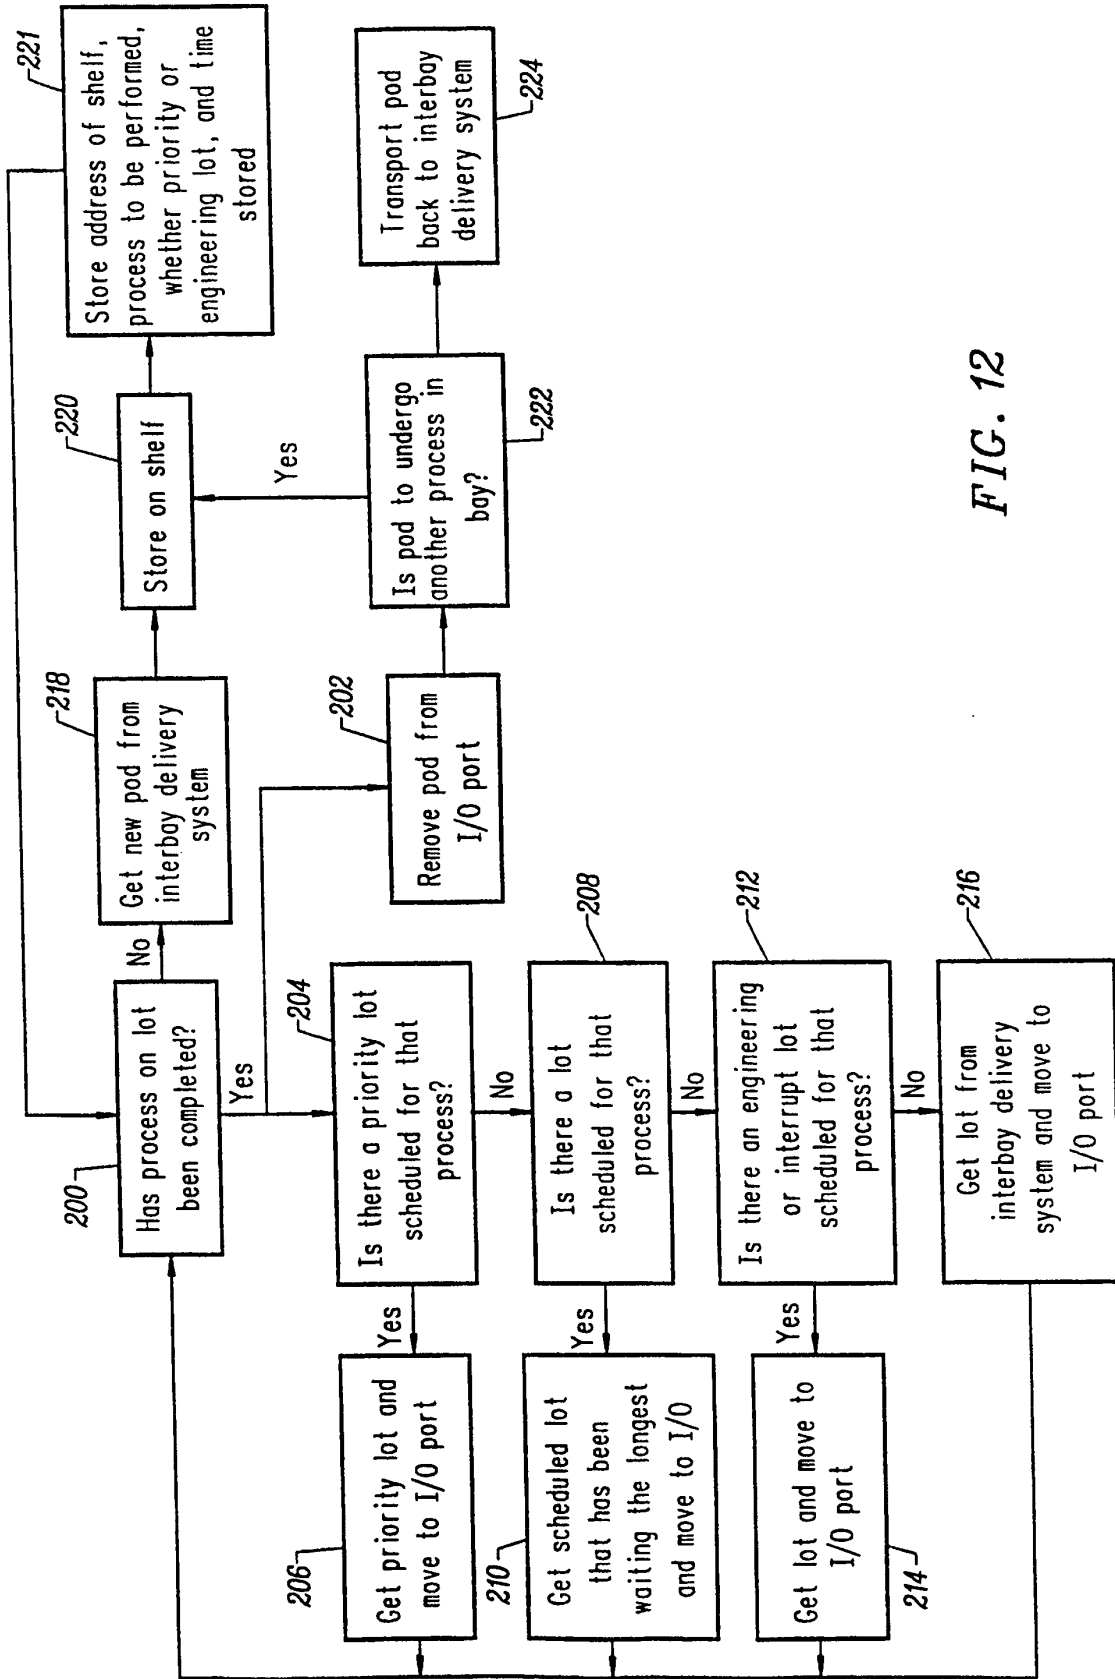 200
Has process on lot
been completed?
No
Yes
218
Get new pod from
interbay delivery
system
220
Store on shelf
221
Store address of shelf,
process to be performed,
whether priority or
engineering lot, and time
stored
202
Remove pod from
I/O port
222
Is pod to undergo
another process in
bay?
Yes
224
Transport pod
back to interbay
delivery system
204
Is there a priority lot
scheduled for that
process?
Yes
No
206
Get priority lot and
move to I/O port
208
Is there a lot
scheduled for that
process?
Yes
No
210
Get scheduled lot
that has been
waiting the longest
and move to I/O
212
Is there an engineering
or interrupt lot
scheduled for that
process?
Yes
No
214
Get lot and move to
I/O port
216
Get lot from
interbay delivery
system and move to
I/O port
FIG. 12